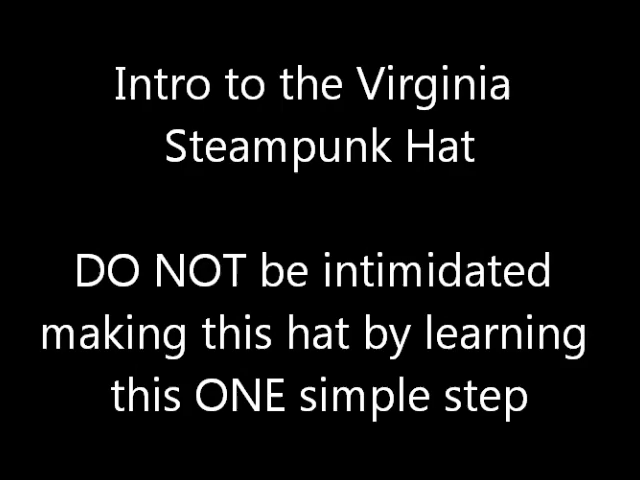 Intro to the Virginia
Steampunk Hat
DO NOT be intimidated
making this hat by learning
this ONE simple step